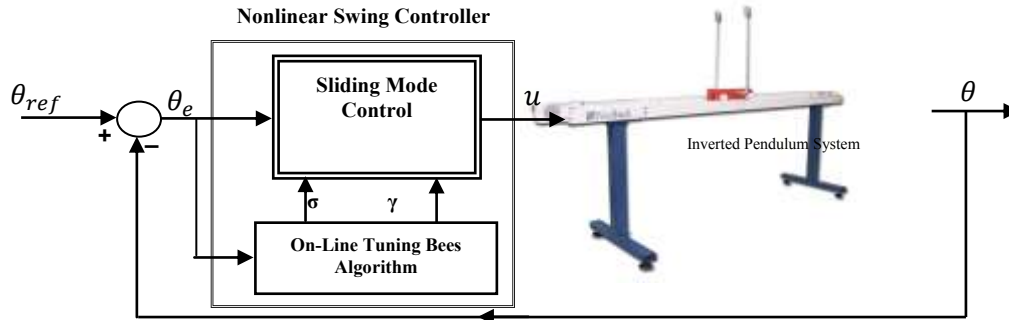 Nonlinear Swing Controller
Sliding Mode
Control
θref
θe
u
θ
+
−
Inverted Pendulum System
σ
γ
On-Line Tuning Bees
Algorithm